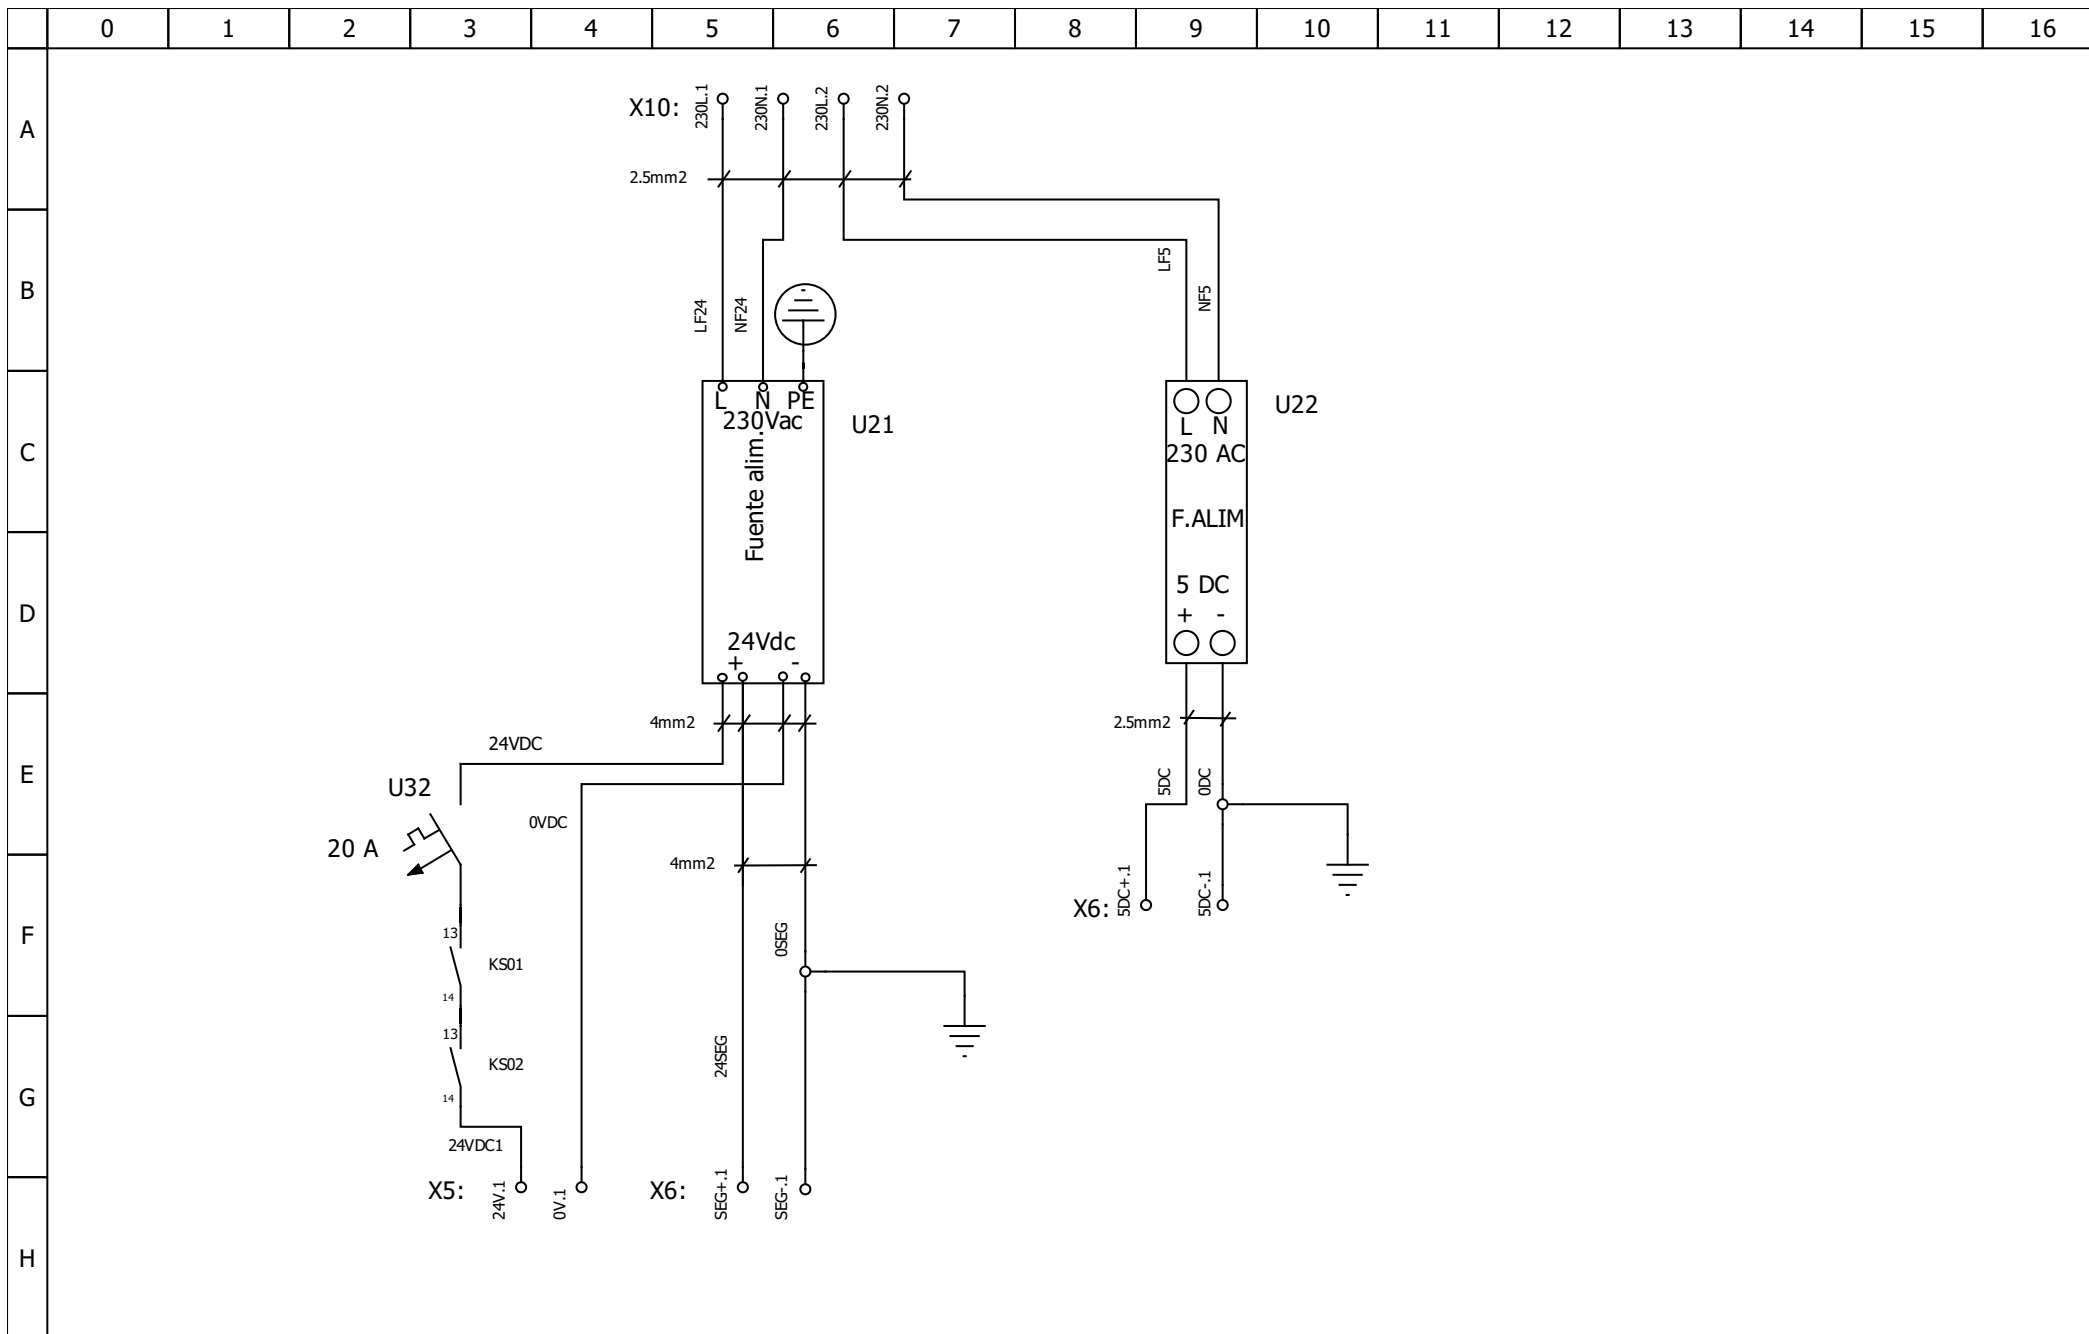 0 1 2 3 4 5 6 7 8 9 10 11 12 13 14 15 16
A
X10: 230L.1 230N.1 230L.2 230N.2
2.5mm2
B
LF5
NF5
LF24 NF24
C
L N PE
230Vac
Fuente alim.
U21
U22
L N
230 AC
F.ALIM
D
5 DC
+ -
24Vdc
+ -
4mm2
2.5mm2
24VDC
E
U32
5DC 0DC
0VDC
20 A
4mm2
X6: 5DC+.1 5DC-.1
F
13
KS01
14
0SEG
13
KS02
24SEG
G
14
24VDC1
X5: 24V.1 0V.1
X6: SEG+.1 SEG-.1
H